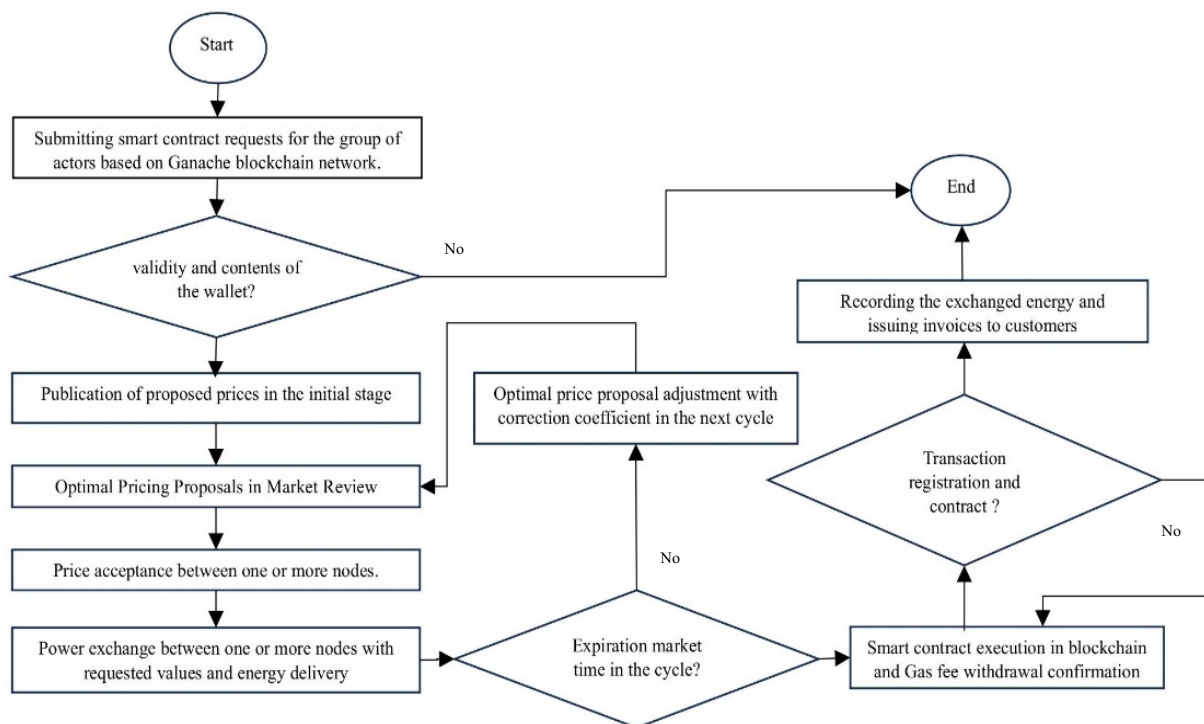 Start
Submitting smart contract requests for the group of
actors based on Ganache blockchain network.
validity and contents of
the wallet?
No
Publication of proposed prices in the initial stage
Optimal Pricing Proposals in Market Review
Price acceptance between one or more nodes.
Power exchange between one or more nodes with
requested values and energy delivery
Expiration market
time in the cycle?
No
Optimal price proposal adjustment with
correction coefficient in the next cycle
Smart contract execution in blockchain
and Gas fee withdrawal confirmation
Transaction
registration and
contract ?
No
Recording the exchanged energy and
issuing invoices to customers
End